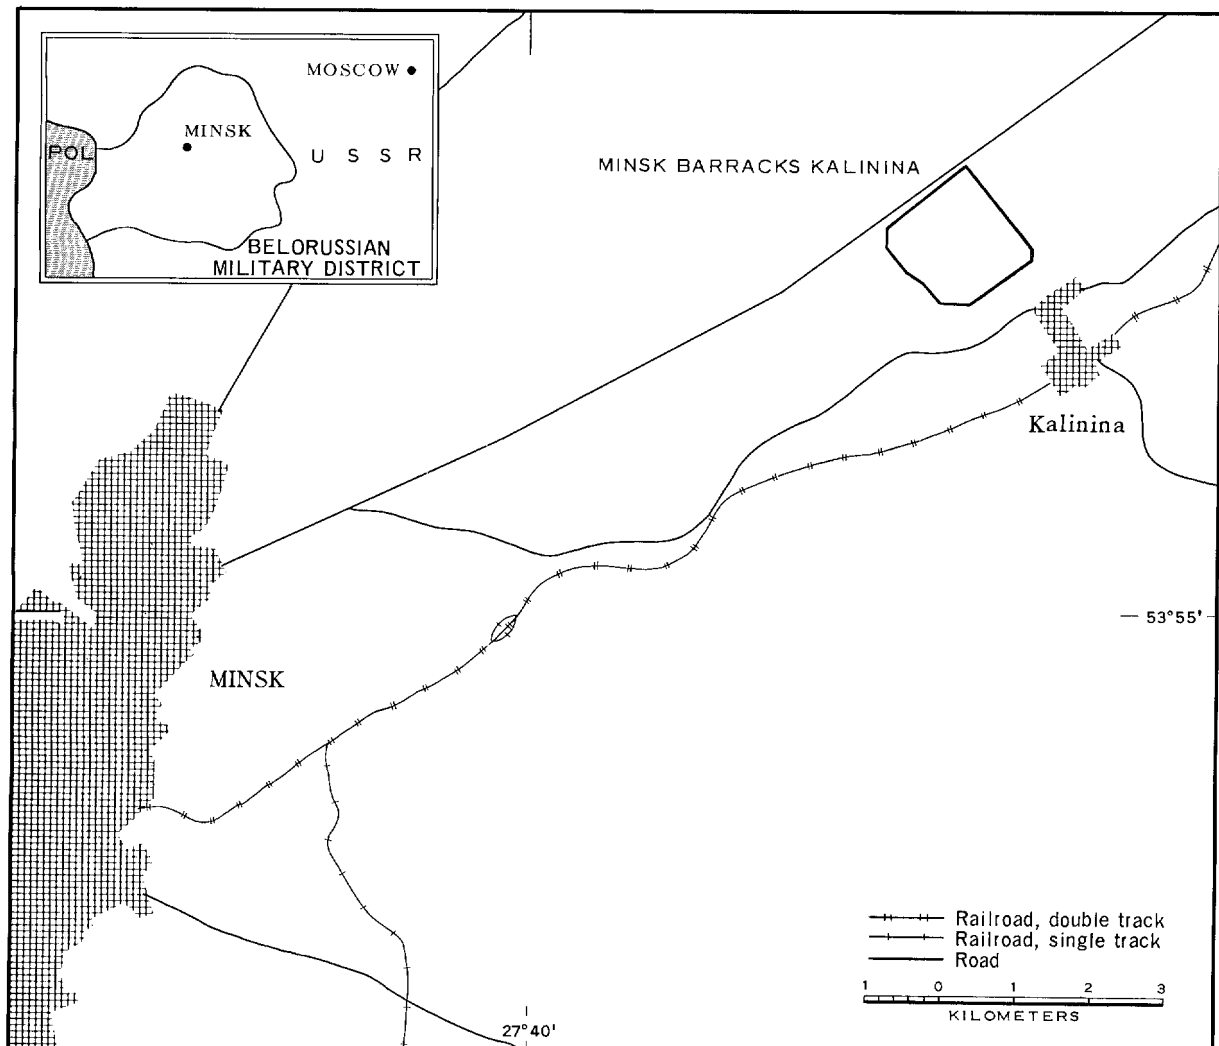 MOSCOW
MINSK
POL
U S S R
BELORUSSIAN
MILITARY DISTRICT
MINSK BARRACKS KALININA
Kalinina
53°55'
MINSK
Railroad, double track
Railroad, single track
Road
1 0 1 2 3
KILOMETERS
27°40'